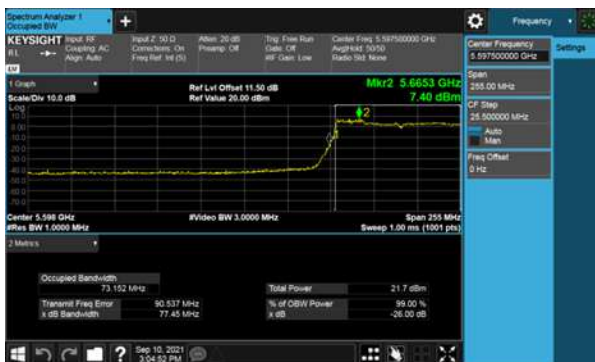 Spectrum Analyzer 1
Occupied BW
Frequency
KEYSIGHT
Input: RF
Coupling: AC
Align: Auto
Input Z: 50 Ω
Corrections: On
Freq Ref: Int (S)
Atten: 20 dB
Preamp: Off
Trig: Free Run
Gate: Off
#IF Gain: Low
Center Freq: 5.597500000 GHz
Avg|Hold: 50/50
Radio Std: None
Center Frequency
5.597500000 GHz
Settings
Span
255.00 MHz
CF Step
25.500000 MHz
Auto
Man
Freq Offset
0 Hz
1 Graph
Scale/Div 10.0 dB
Ref Lvl Offset 11.50 dB
Ref Value 20.00 dBm
Mkr2 5.6653 GHz
7.40 dBm
Log
10.0
0.00
-10.0
-20.0
-30.0
-40.0
-50.0
-60.0
-70.0
2
Center 5.598 GHz
#Res BW 1.0000 MHz
#Video BW 3.0000 MHz
Span 255 MHz
Sweep 1.00 ms (1001 pts)
2 Metrics
Occupied Bandwidth
73.152 MHz
Total Power 21.7 dBm
Transmit Freq Error 90.537 MHz
% of OBW Power 99.00 %
x dB Bandwidth 77.45 MHz
x dB -26.00 dB
Sep 10, 2021
3:04:52 PM